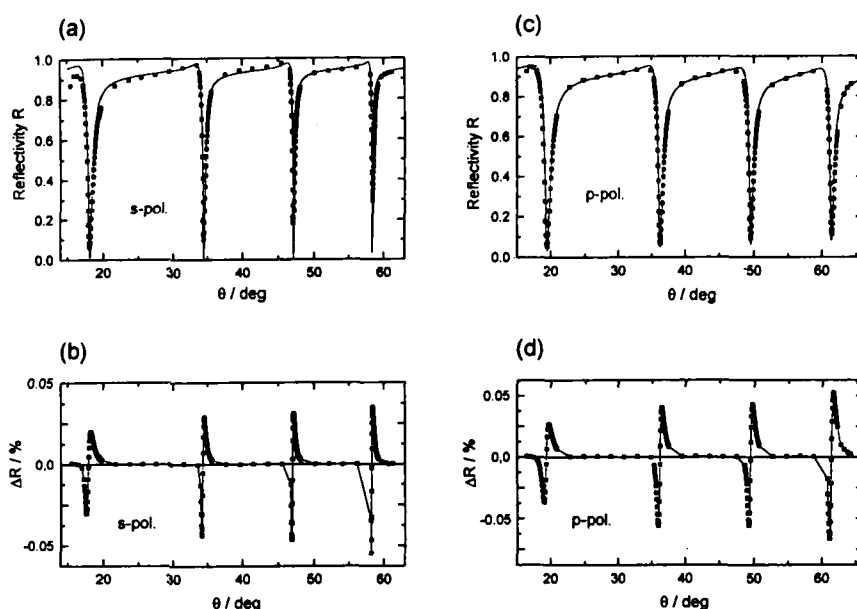 (a)
1.0
0.8
0.6
0.4
0.2
0.0
Reflectivity R
s-pol.
20 30 40 50 60
θ / deg
(c)
1.0
0.8
0.6
0.4
0.2
0.0
Reflectivity R
p-pol.
20 30 40 50 60
θ / deg
(b)
0.05
0.0
-0.05
ΔR / %
s-pol.
20 30 40 50 60
θ / deg
(d)
0.05
0.0
-0.05
ΔR / %
p-pol.
20 30 40 50 60
θ / deg